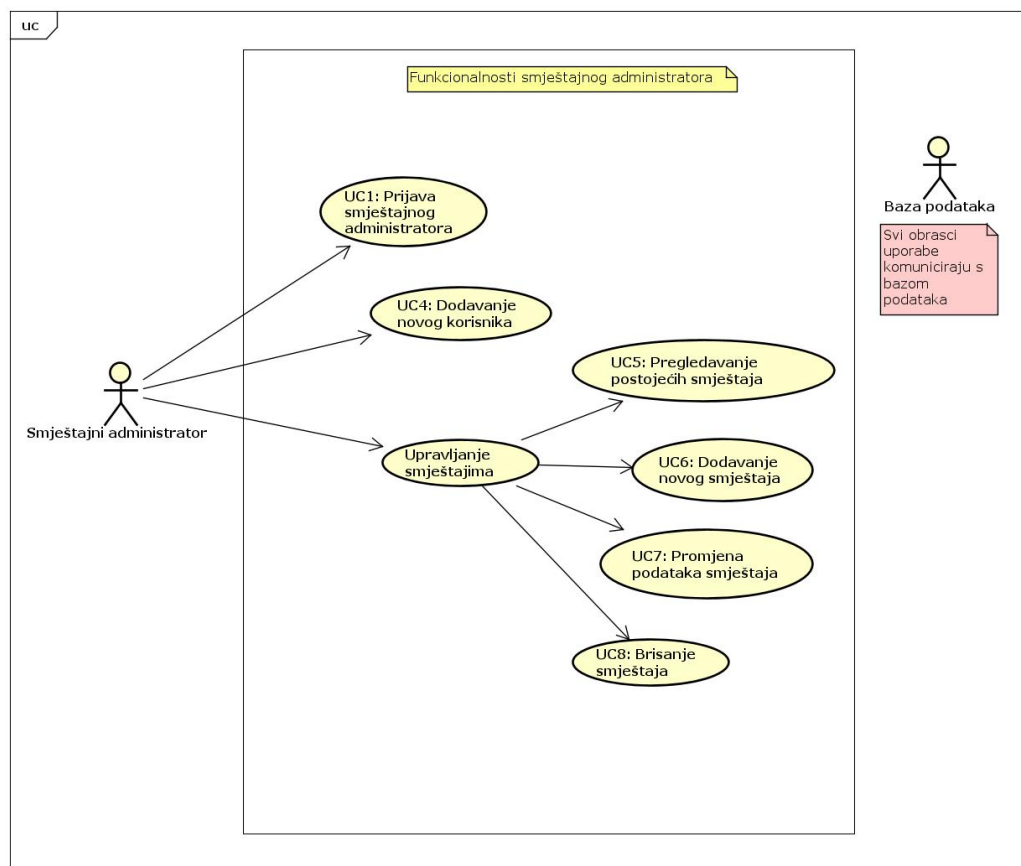 uc
Funkcionalnosti smještajnog administratora
UC1: Prijava
smještajnog
administratora
Baza podataka
Svi obrasci
uporabe
komuniciraju s
bazom
podataka
UC4: Dodavanje
novog korisnika
UC5: Pregledavanje
postojećih smještaja
Smještajni administrator
Upravljanje
smještajima
UC6: Dodavanje
novog smještaja
UC7: Promjena
podataka smještaja
UC8: Brisanje
smještaja